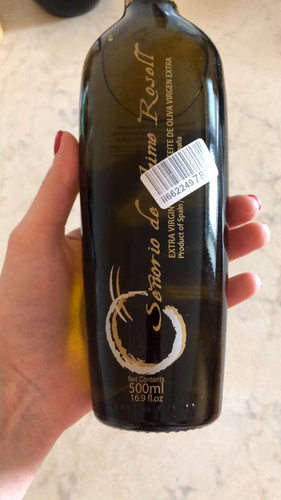 Señorio de Jaime Rosell
EXTRA VIRGIN
ACEITE DE OLIVA VIRGEN EXTRA
Product of Spain
Net Contents
500ml
16.9 fl.oz